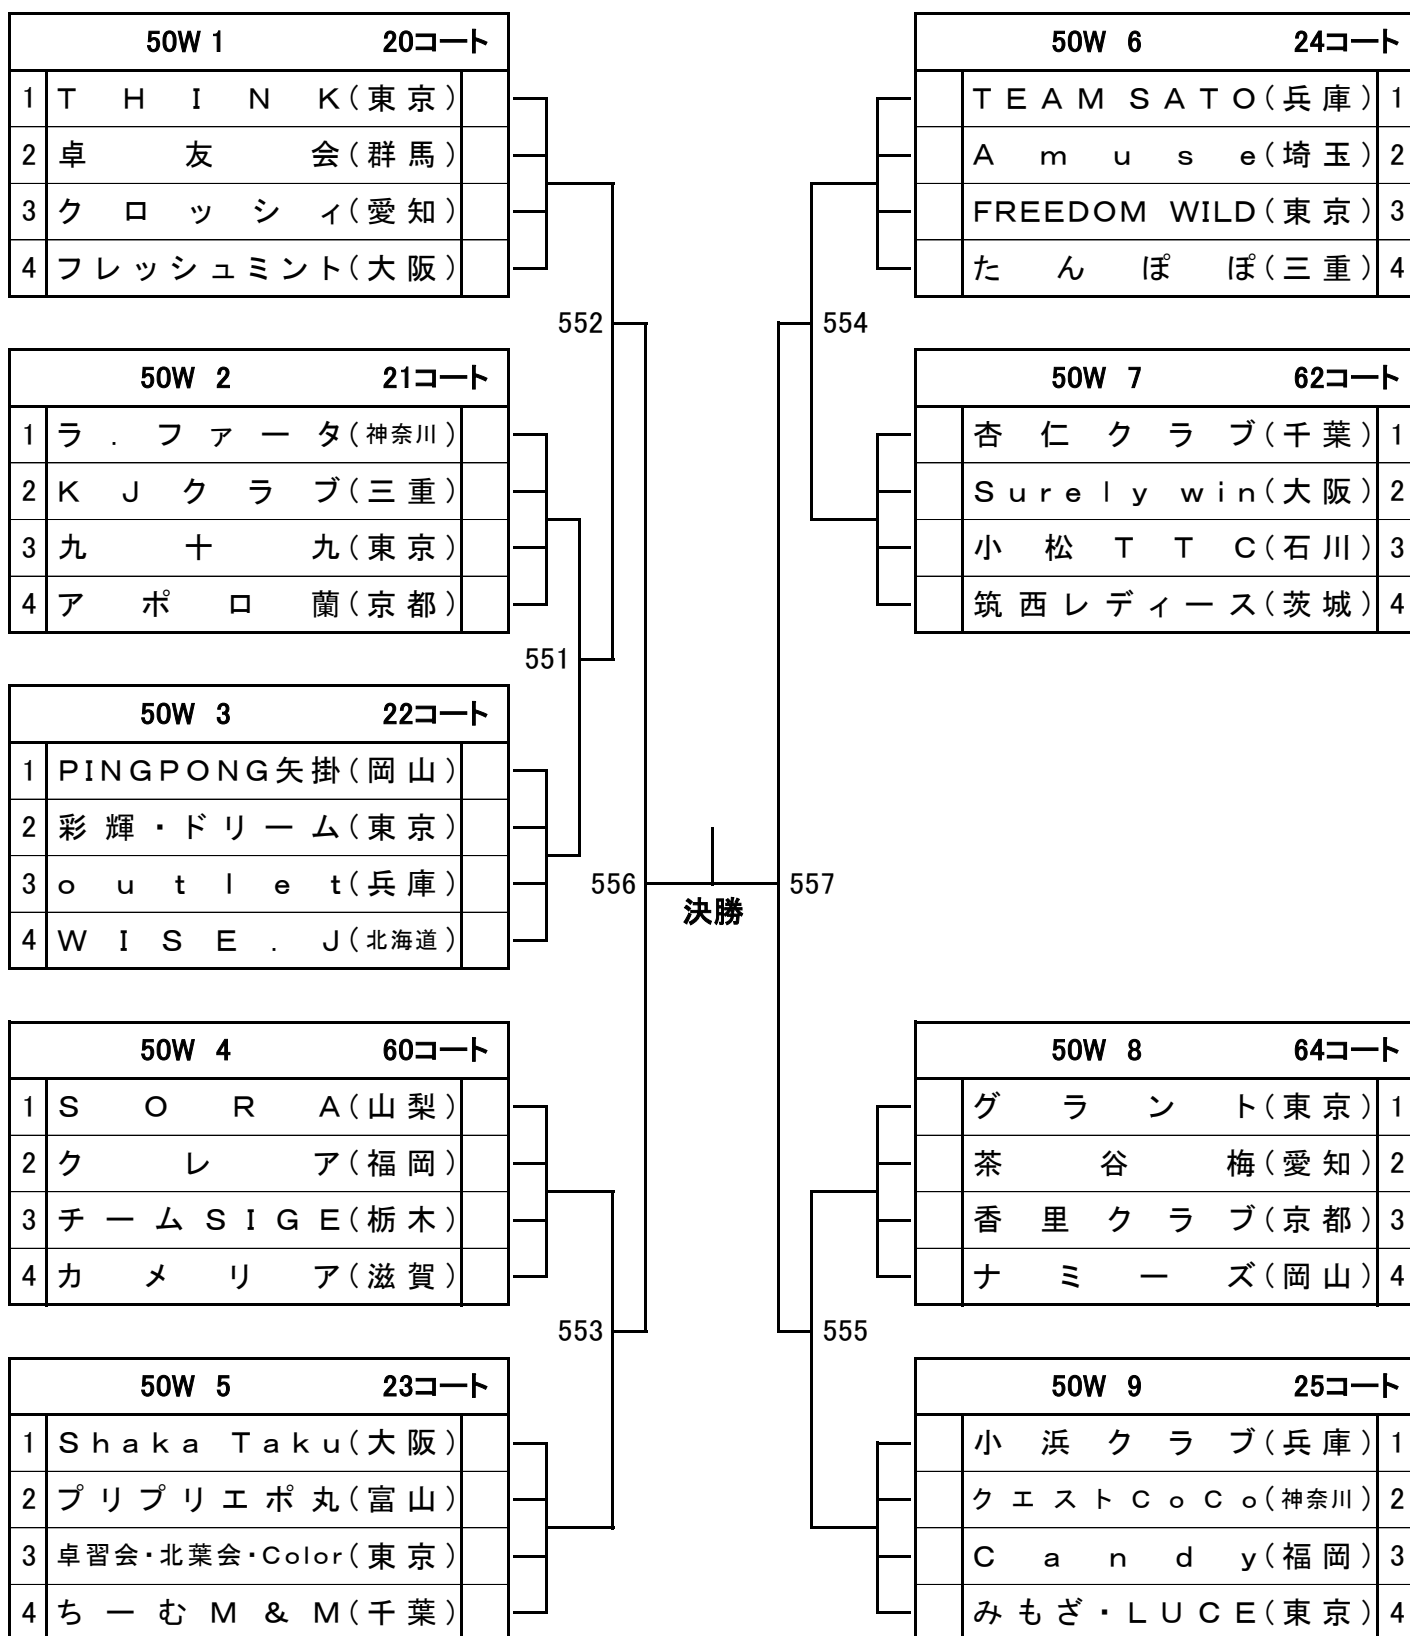 50W 1 20コート
1 THINK(東京)
2 卓友会(群馬)
3 クロッシィ(愛知)
4 フレッシュミント(大阪)
552
50W 2 21コート
1 ラ.ファータ(神奈川)
2 KJクラブ(三重)
3 九十九(東京)
4 アポロ蘭(京都)
551
50W 3 22コート
1 PINGPONG矢掛(岡山)
2 彩輝・ドリーム(東京)
3 outlet(兵庫)
4 WISE.J(北海道)
556
50W 4 60コート
1 SORA(山梨)
2 クレア(福岡)
3 チームSIGE(栃木)
4 カメリア(滋賀)
553
50W 5 23コート
1 Shaka Taku(大阪)
2 プリプリエポ丸(富山)
3 卓習会・北葉会・Color(東京)
4 ちーむM&M(千葉)
決勝
50W 6 24コート
TEAM SATO(兵庫) 1
Amuse(埼玉) 2
FREEDOM WILD(東京) 3
たんぽぽ(三重) 4
554
50W 7 62コート
杏仁クラブ(千葉) 1
Surely win(大阪) 2
小松TTC(石川) 3
筑西レディース(茨城) 4
557
50W 8 64コート
グラント(東京) 1
茶谷梅(愛知) 2
香里クラブ(京都) 3
ナミーズ(岡山) 4
555
50W 9 25コート
小浜クラブ(兵庫) 1
クエストCoCo(神奈川) 2
Candy(福岡) 3
みもざ・LUCE(東京) 4